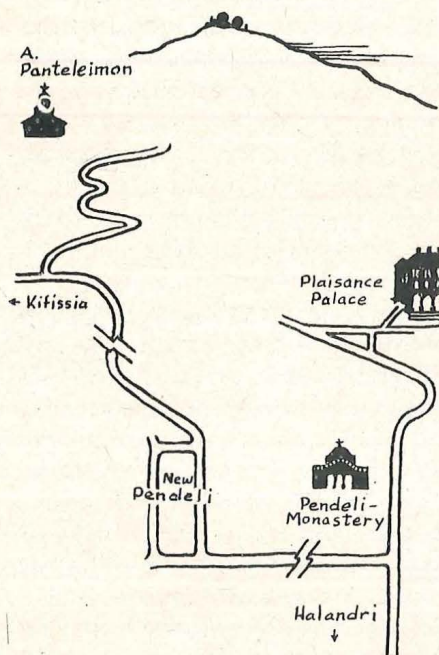 A.
Panteleimon
← Kifissia
Plaisance
Palace
New
Pendeli
Pendeli-
Monastery
Halandri
↓